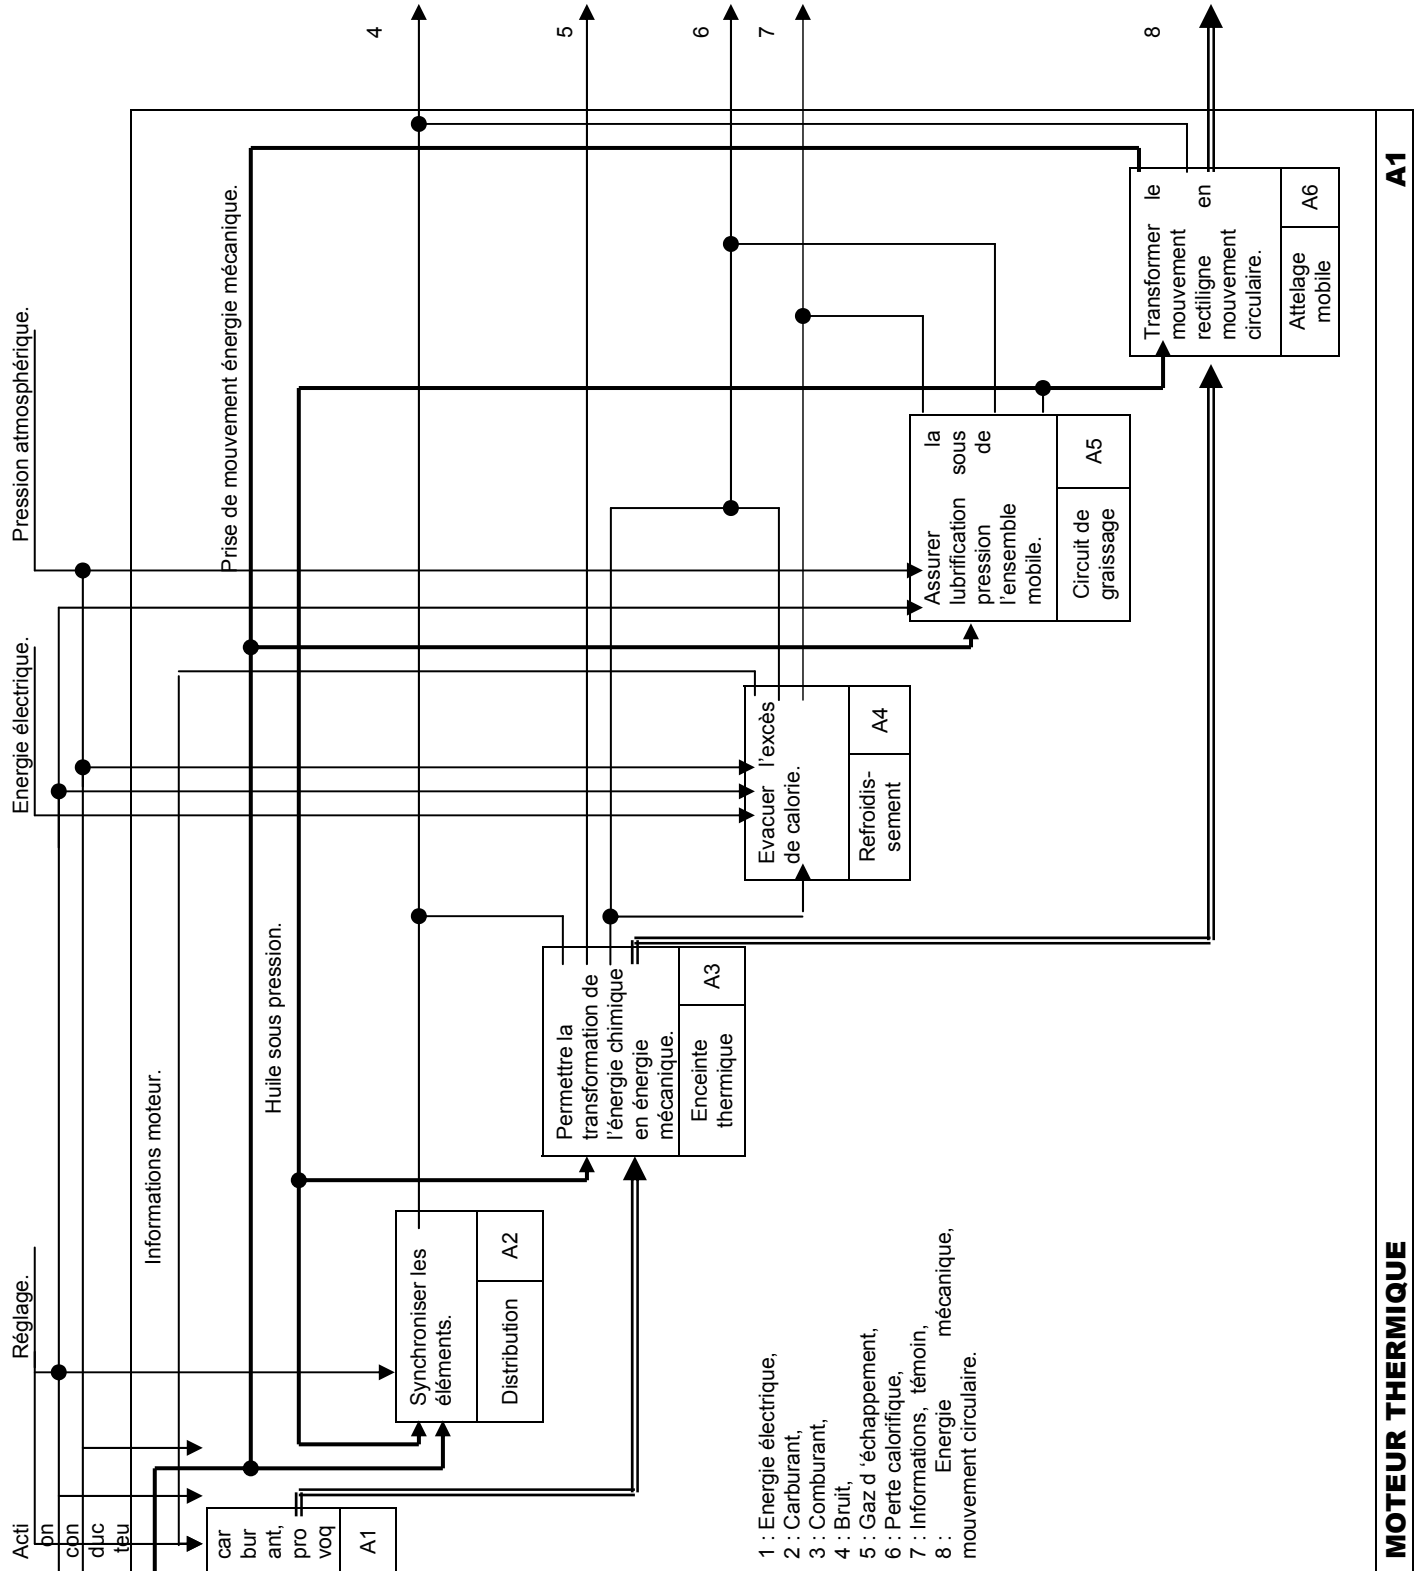 Acti
on
con
duc
teu
Réglage.
Energie électrique.
Pression atmosphérique.
Informations moteur.
Prise de mouvement énergie mécanique.
Huile sous pression.
car
bur
ant,
pro
voq
A1
Synchroniser les
éléments.
Distribution
A2
Permettre la
transformation de
l'énergie chimique
en énergie
mécanique.
Enceinte
thermique
A3
Evacuer l'excès
de calorie.
Refroidis-
sement
A4
Assurer la
lubrification sous
pression de
l'ensemble
mobile.
Circuit de
graissage
A5
Transformer le
mouvement
rectiligne en
mouvement
circulaire.
Attelage
mobile
A6
4
5
6
7
8
1 : Energie électrique,
2 : Carburant,
3 : Comburant,
4 : Bruit,
5 : Gaz d 'échappement,
6 : Perte calorifique,
7 : Informations, témoin,
8 : Energie mécanique,
mouvement circulaire.
MOTEUR THERMIQUE A1